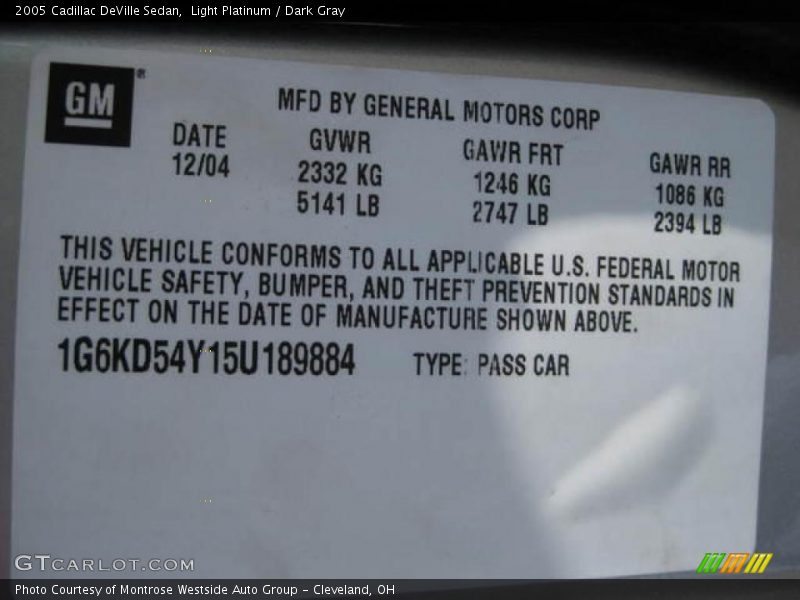 2005 Cadillac DeVille Sedan,  Light Platinum / Dark Gray
GM®
MFD BY GENERAL MOTORS CORP
DATE GVWR GAWR FRT GAWR RR
12/04 2332 KG 1246 KG 1086 KG
5141 LB 2747 LB 2394 LB
THIS VEHICLE CONFORMS TO ALL APPLICABLE U.S. FEDERAL MOTOR
VEHICLE SAFETY, BUMPER, AND THEFT PREVENTION STANDARDS IN
EFFECT ON THE DATE OF MANUFACTURE SHOWN ABOVE.
1G6KD54Y15U189884 TYPE: PASS CAR
GTCARLOT.COM
Photo Courtesy of Montrose Westside Auto Group - Cleveland, OH